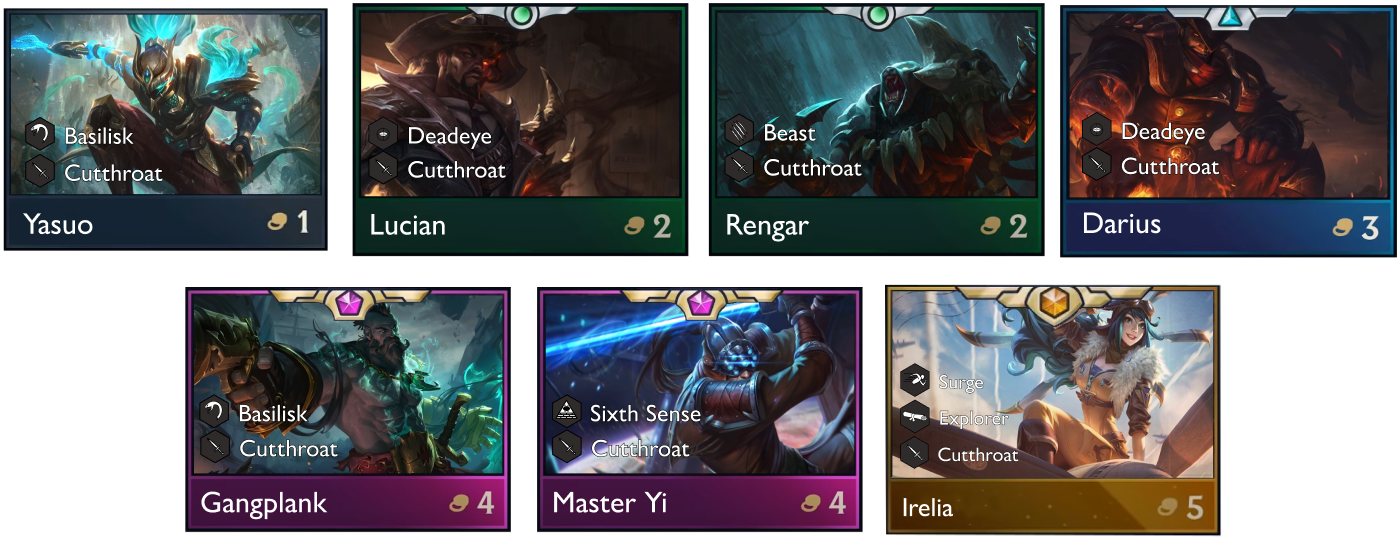 Basilisk
Cutthroat
Yasuo 1
Deadeye
Cutthroat
Lucian 2
Beast
Cutthroat
Rengar 2
Deadeye
Cutthroat
Darius 3
Basilisk
Cutthroat
Gangplank 4
Sixth Sense
Cutthroat
Master Yi 4
Surge
Explorer
Cutthroat
Irelia 5